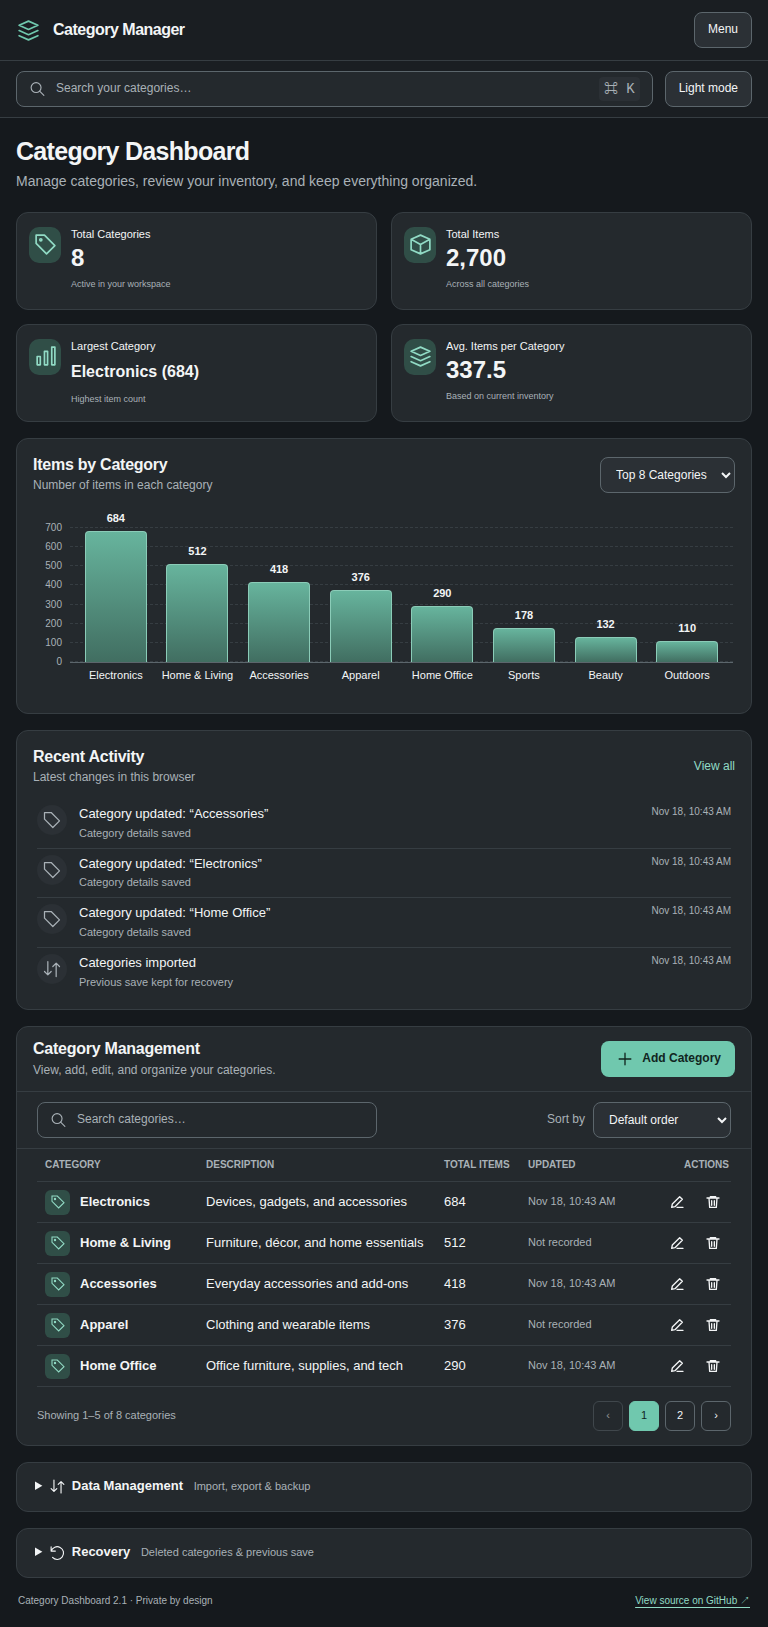 Category Manager
Menu
Search your categories…
⌘ K
Light mode
Category Dashboard
Manage categories, review your inventory, and keep everything organized.
Total Categories
8
Active in your workspace
Total Items
2,700
Across all categories
Largest Category
Electronics (684)
Highest item count
Avg. Items per Category
337.5
Based on current inventory
Items by Category
Number of items in each category
Top 8 Categories
700
600
500
400
300
200
100
0
684
512
418
376
290
178
132
110
Electronics
Home & Living
Accessories
Apparel
Home Office
Sports
Beauty
Outdoors
Recent Activity
Latest changes in this browser
View all
Category updated: “Accessories”
Category details saved
Nov 18, 10:43 AM
Category updated: “Electronics”
Category details saved
Nov 18, 10:43 AM
Category updated: “Home Office”
Category details saved
Nov 18, 10:43 AM
Categories imported
Previous save kept for recovery
Nov 18, 10:43 AM
Category Management
View, add, edit, and organize your categories.
Add Category
Search categories…
Sort by
Default order
CATEGORY DESCRIPTION TOTAL ITEMS UPDATED ACTIONS
Electronics Devices, gadgets, and accessories 684 Nov 18, 10:43 AM
Home & Living Furniture, décor, and home essentials 512 Not recorded
Accessories Everyday accessories and add-ons 418 Nov 18, 10:43 AM
Apparel Clothing and wearable items 376 Not recorded
Home Office Office furniture, supplies, and tech 290 Nov 18, 10:43 AM
Showing 1–5 of 8 categories
‹ 1 2 ›
Data Management Import, export & backup
Recovery Deleted categories & previous save
Category Dashboard 2.1 · Private by design
View source on GitHub ↗